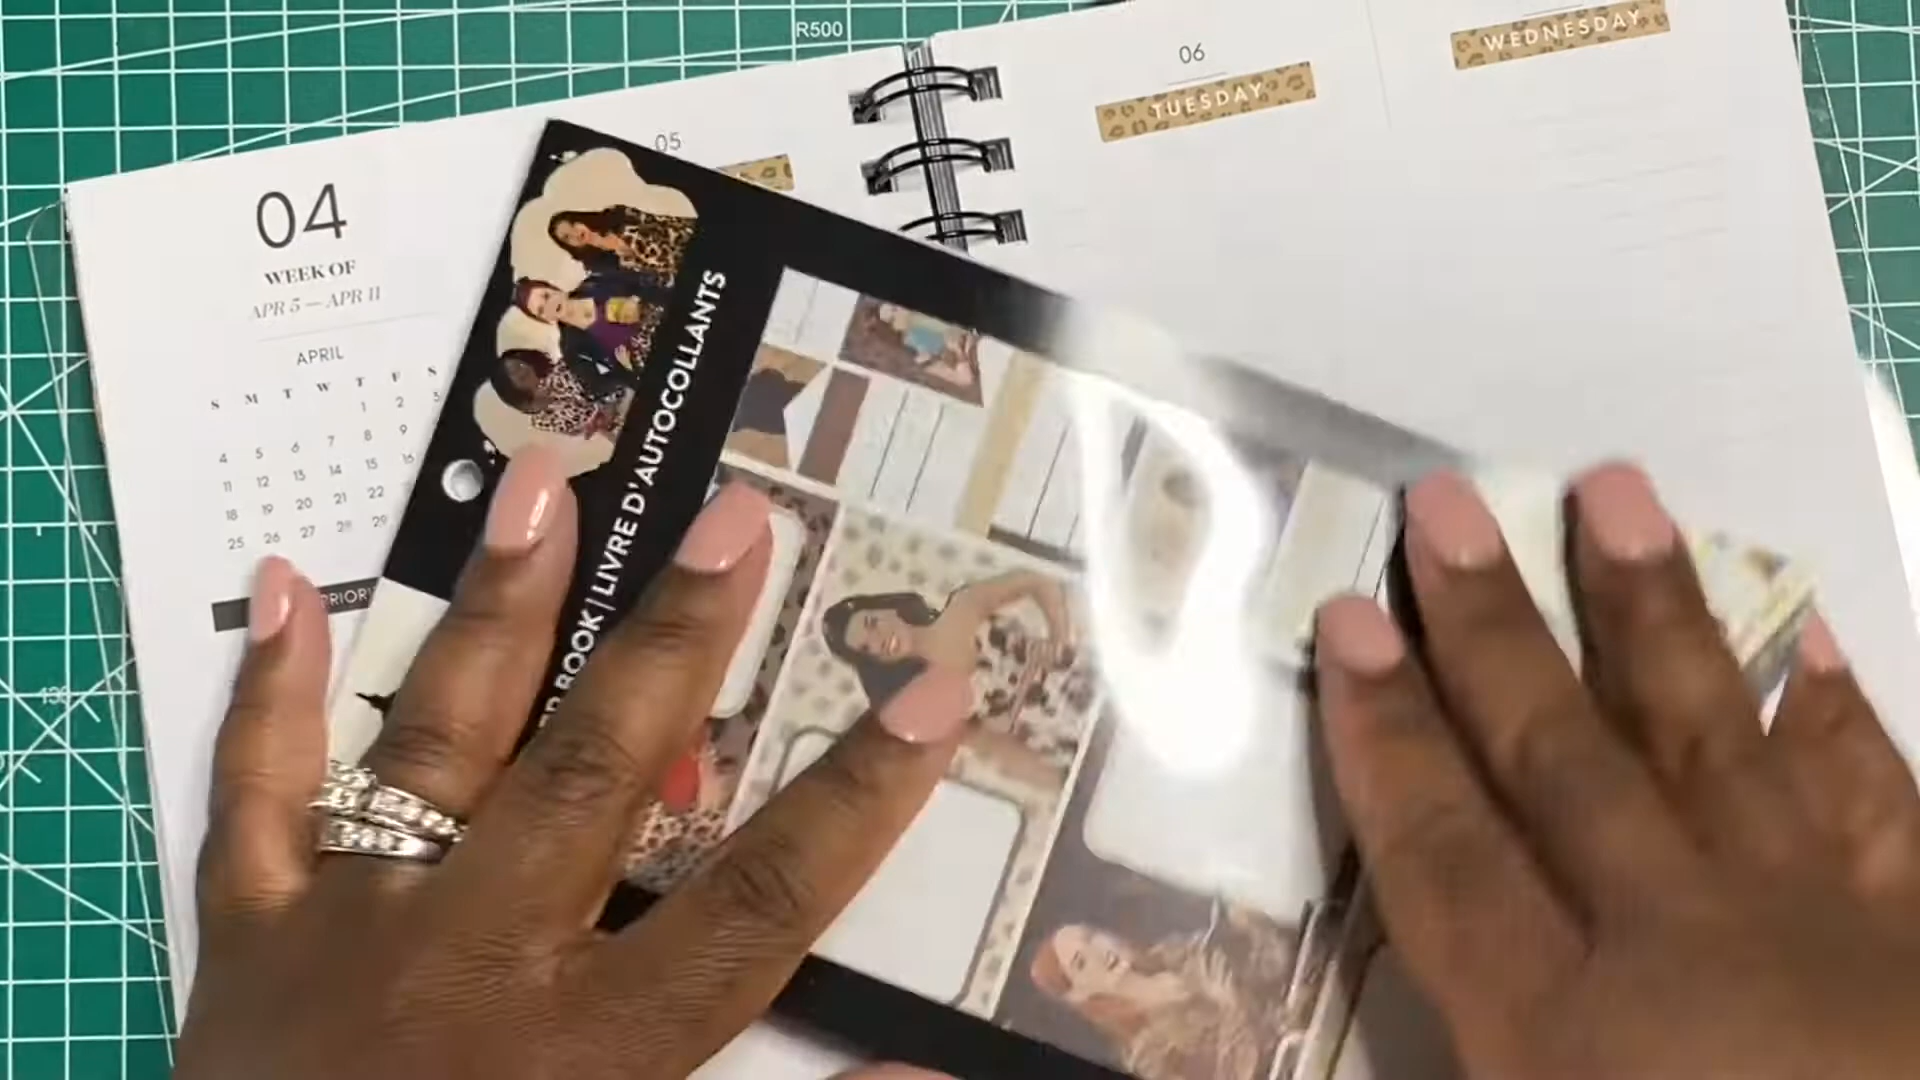 R500
04
WEEK OF
APR 5 — APR 11
APRIL
S M T W T F S
1 2 3
4 5 6 7 8 9
11 12 13 14 15 16
18 19 20 21 22
25 26 27 28 29
05
06
TUESDAY
WEDNESDAY
BOOK | LIVRE D'AUTOCOLLANTS